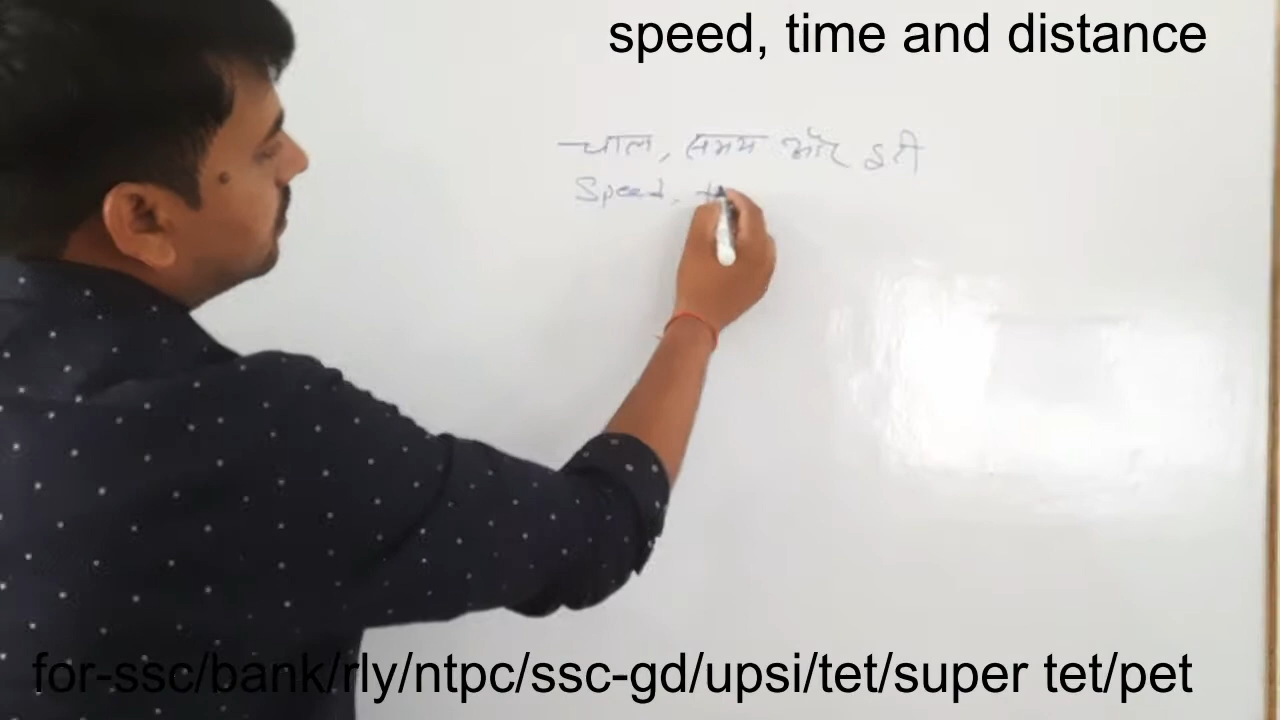 speed, time and distance
चाल, समय और दूरी
Speed,
for-ssc/bank/rly/ntpc/ssc-gd/upsi/tet/super tet/pet